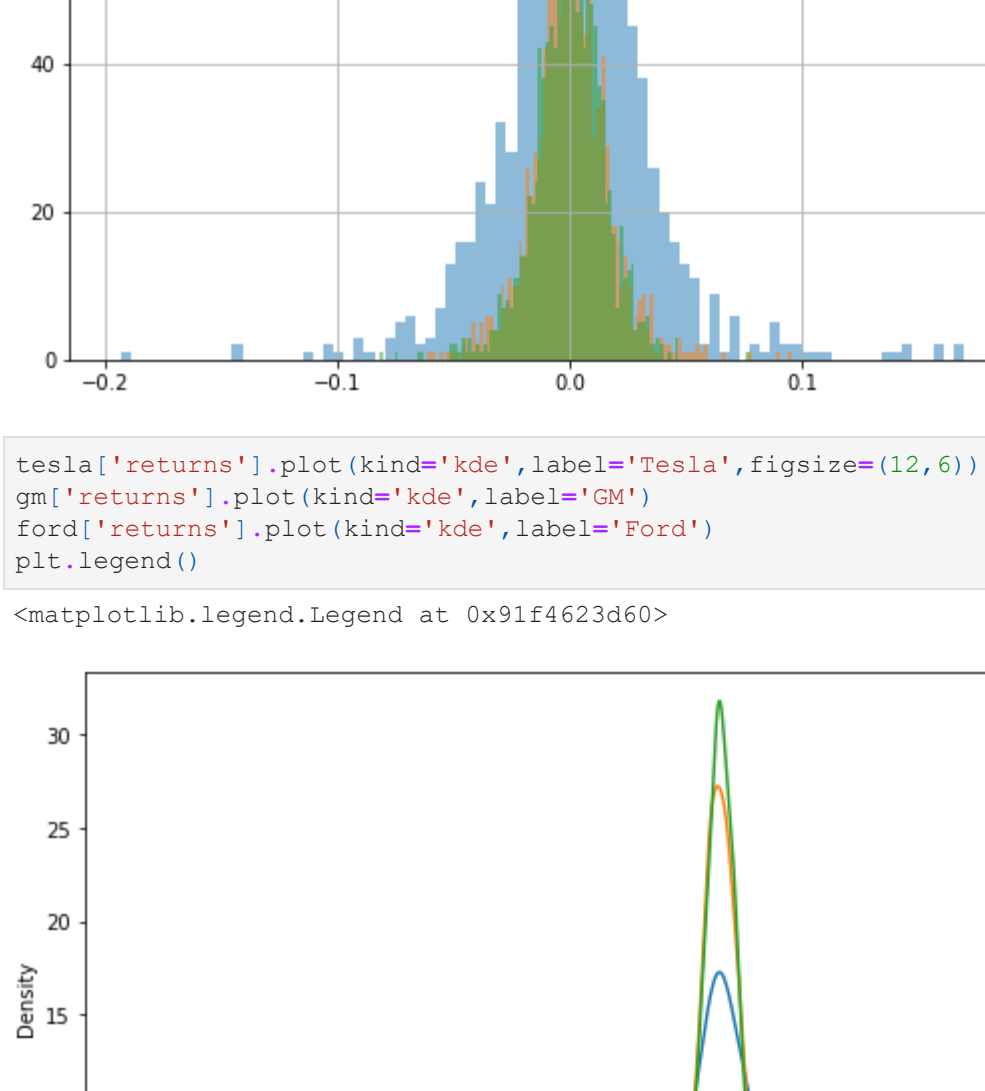 40
20
0
−0.2 −0.1 0.0 0.1
tesla['returns'].plot(kind='kde',label='Tesla',figsize=(12,6))
gm['returns'].plot(kind='kde',label='GM')
ford['returns'].plot(kind='kde',label='Ford')
plt.legend()
<matplotlib.legend.Legend at 0x91f4623d60>
30
25
20
Density
15